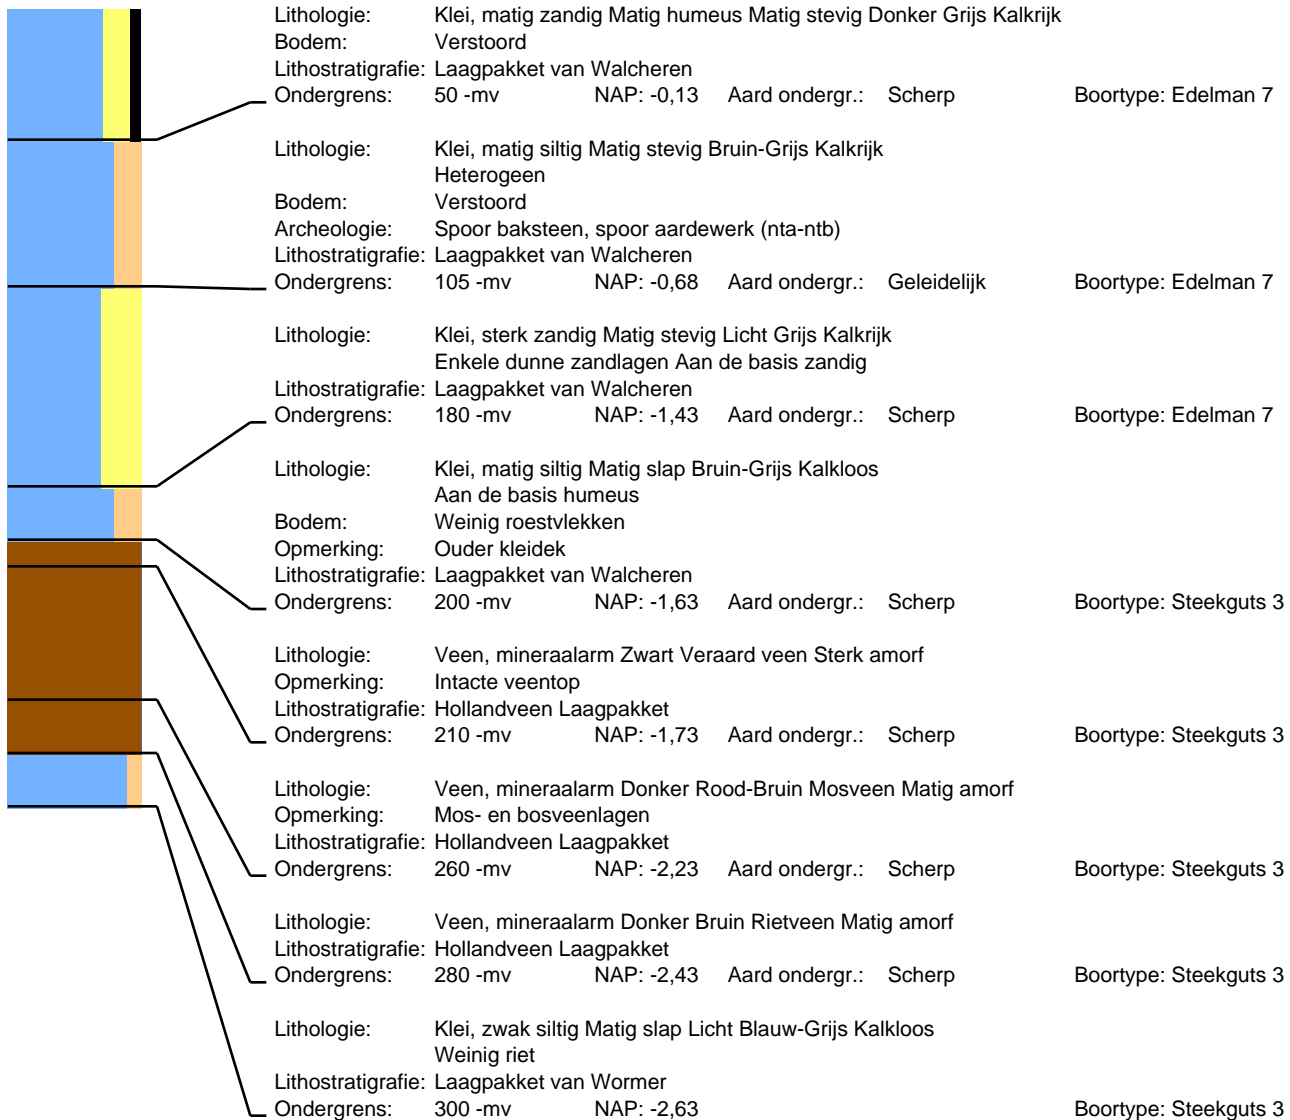 Lithologie: Klei, matig zandig Matig humeus Matig stevig Donker Grijs Kalkrijk
Bodem: Verstoord
Lithostratigrafie: Laagpakket van Walcheren
Ondergrens: 50 -mv NAP: -0,13 Aard ondergr.: Scherp Boortype: Edelman 7
Lithologie: Klei, matig siltig Matig stevig Bruin-Grijs Kalkrijk
Heterogeen
Bodem: Verstoord
Archeologie: Spoor baksteen, spoor aardewerk (nta-ntb)
Lithostratigrafie: Laagpakket van Walcheren
Ondergrens: 105 -mv NAP: -0,68 Aard ondergr.: Geleidelijk Boortype: Edelman 7
Lithologie: Klei, sterk zandig Matig stevig Licht Grijs Kalkrijk
Enkele dunne zandlagen Aan de basis zandig
Lithostratigrafie: Laagpakket van Walcheren
Ondergrens: 180 -mv NAP: -1,43 Aard ondergr.: Scherp Boortype: Edelman 7
Lithologie: Klei, matig siltig Matig slap Bruin-Grijs Kalkloos
Aan de basis humeus
Bodem: Weinig roestvlekken
Opmerking: Ouder kleidek
Lithostratigrafie: Laagpakket van Walcheren
Ondergrens: 200 -mv NAP: -1,63 Aard ondergr.: Scherp Boortype: Steekguts 3
Lithologie: Veen, mineraalarm Zwart Veraard veen Sterk amorf
Opmerking: Intacte veentop
Lithostratigrafie: Hollandveen Laagpakket
Ondergrens: 210 -mv NAP: -1,73 Aard ondergr.: Scherp Boortype: Steekguts 3
Lithologie: Veen, mineraalarm Donker Rood-Bruin Mosveen Matig amorf
Opmerking: Mos- en bosveenlagen
Lithostratigrafie: Hollandveen Laagpakket
Ondergrens: 260 -mv NAP: -2,23 Aard ondergr.: Scherp Boortype: Steekguts 3
Lithologie: Veen, mineraalarm Donker Bruin Rietveen Matig amorf
Lithostratigrafie: Hollandveen Laagpakket
Ondergrens: 280 -mv NAP: -2,43 Aard ondergr.: Scherp Boortype: Steekguts 3
Lithologie: Klei, zwak siltig Matig slap Licht Blauw-Grijs Kalkloos
Weinig riet
Lithostratigrafie: Laagpakket van Wormer
Ondergrens: 300 -mv NAP: -2,63 Boortype: Steekguts 3